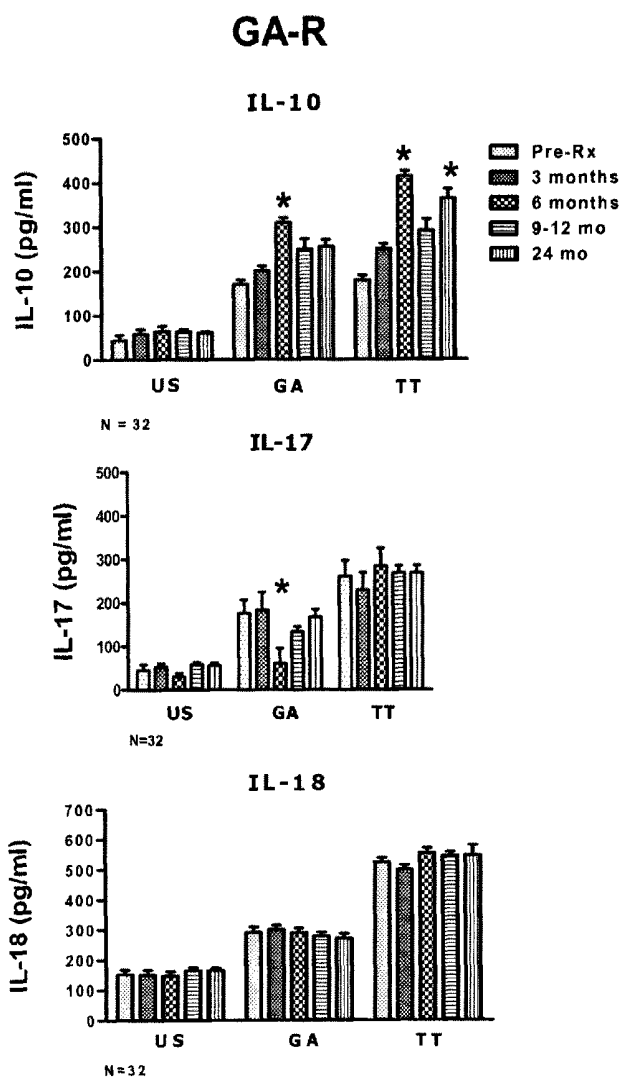 GA-R
IL-10
IL-10 (pg/ml)
500
400
300
200
100
0
*
*
*
US
GA
TT
Pre-Rx
3 months
6 months
9-12 mo
24 mo
N = 32
IL-17
IL-17 (pg/ml)
500
400
300
200
100
0
*
US
GA
TT
N=32
IL-18
IL-18 (pg/ml)
700
600
500
400
300
200
100
0
US
GA
TT
N=32